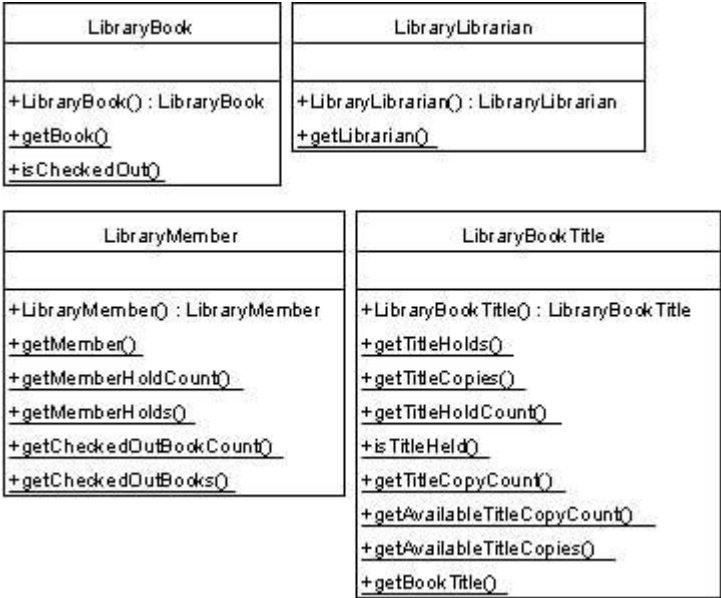 LibraryBook
+LibraryBook() : LibraryBook
+getBook()
+isCheckedOut()
LibraryLibrarian
+LibraryLibrarian() : LibraryLibrarian
+getLibrarian()
LibraryMember
+LibraryMember() : LibraryMember
+getMember()
+getMemberHoldCount()
+getMemberHolds()
+getCheckedOutBookCount()
+getCheckedOutBooks()
LibraryBookTitle
+LibraryBookTitle() : LibraryBookTitle
+getTitleHolds()
+getTitleCopies()
+getTitleHoldCount()
+isTitleHeld()
+getTitleCopyCount()
+getAvailableTitleCopyCount()
+getAvailableTitleCopies()
+getBookTitle()